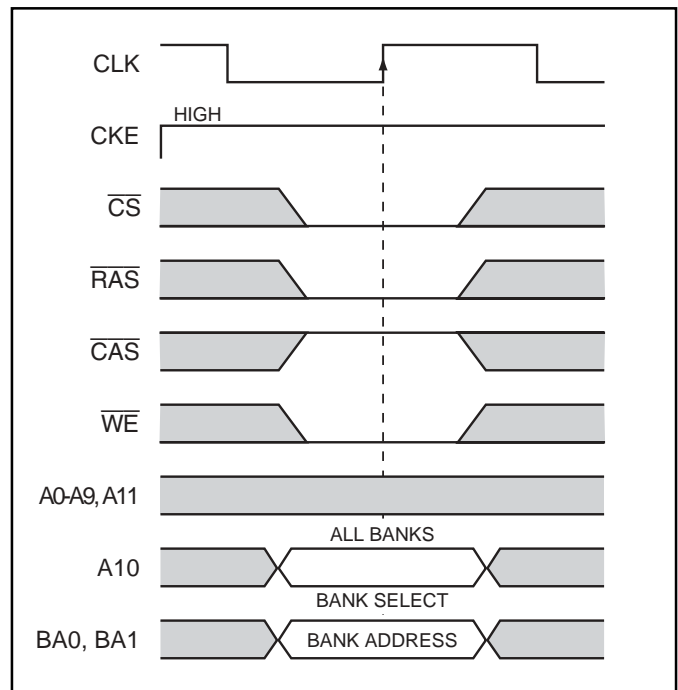 CLK
HIGH
CKE
CS
RAS
CAS
WE
A0-A9, A11
ALL BANKS
A10
BANK SELECT
BA0, BA1
BANK ADDRESS